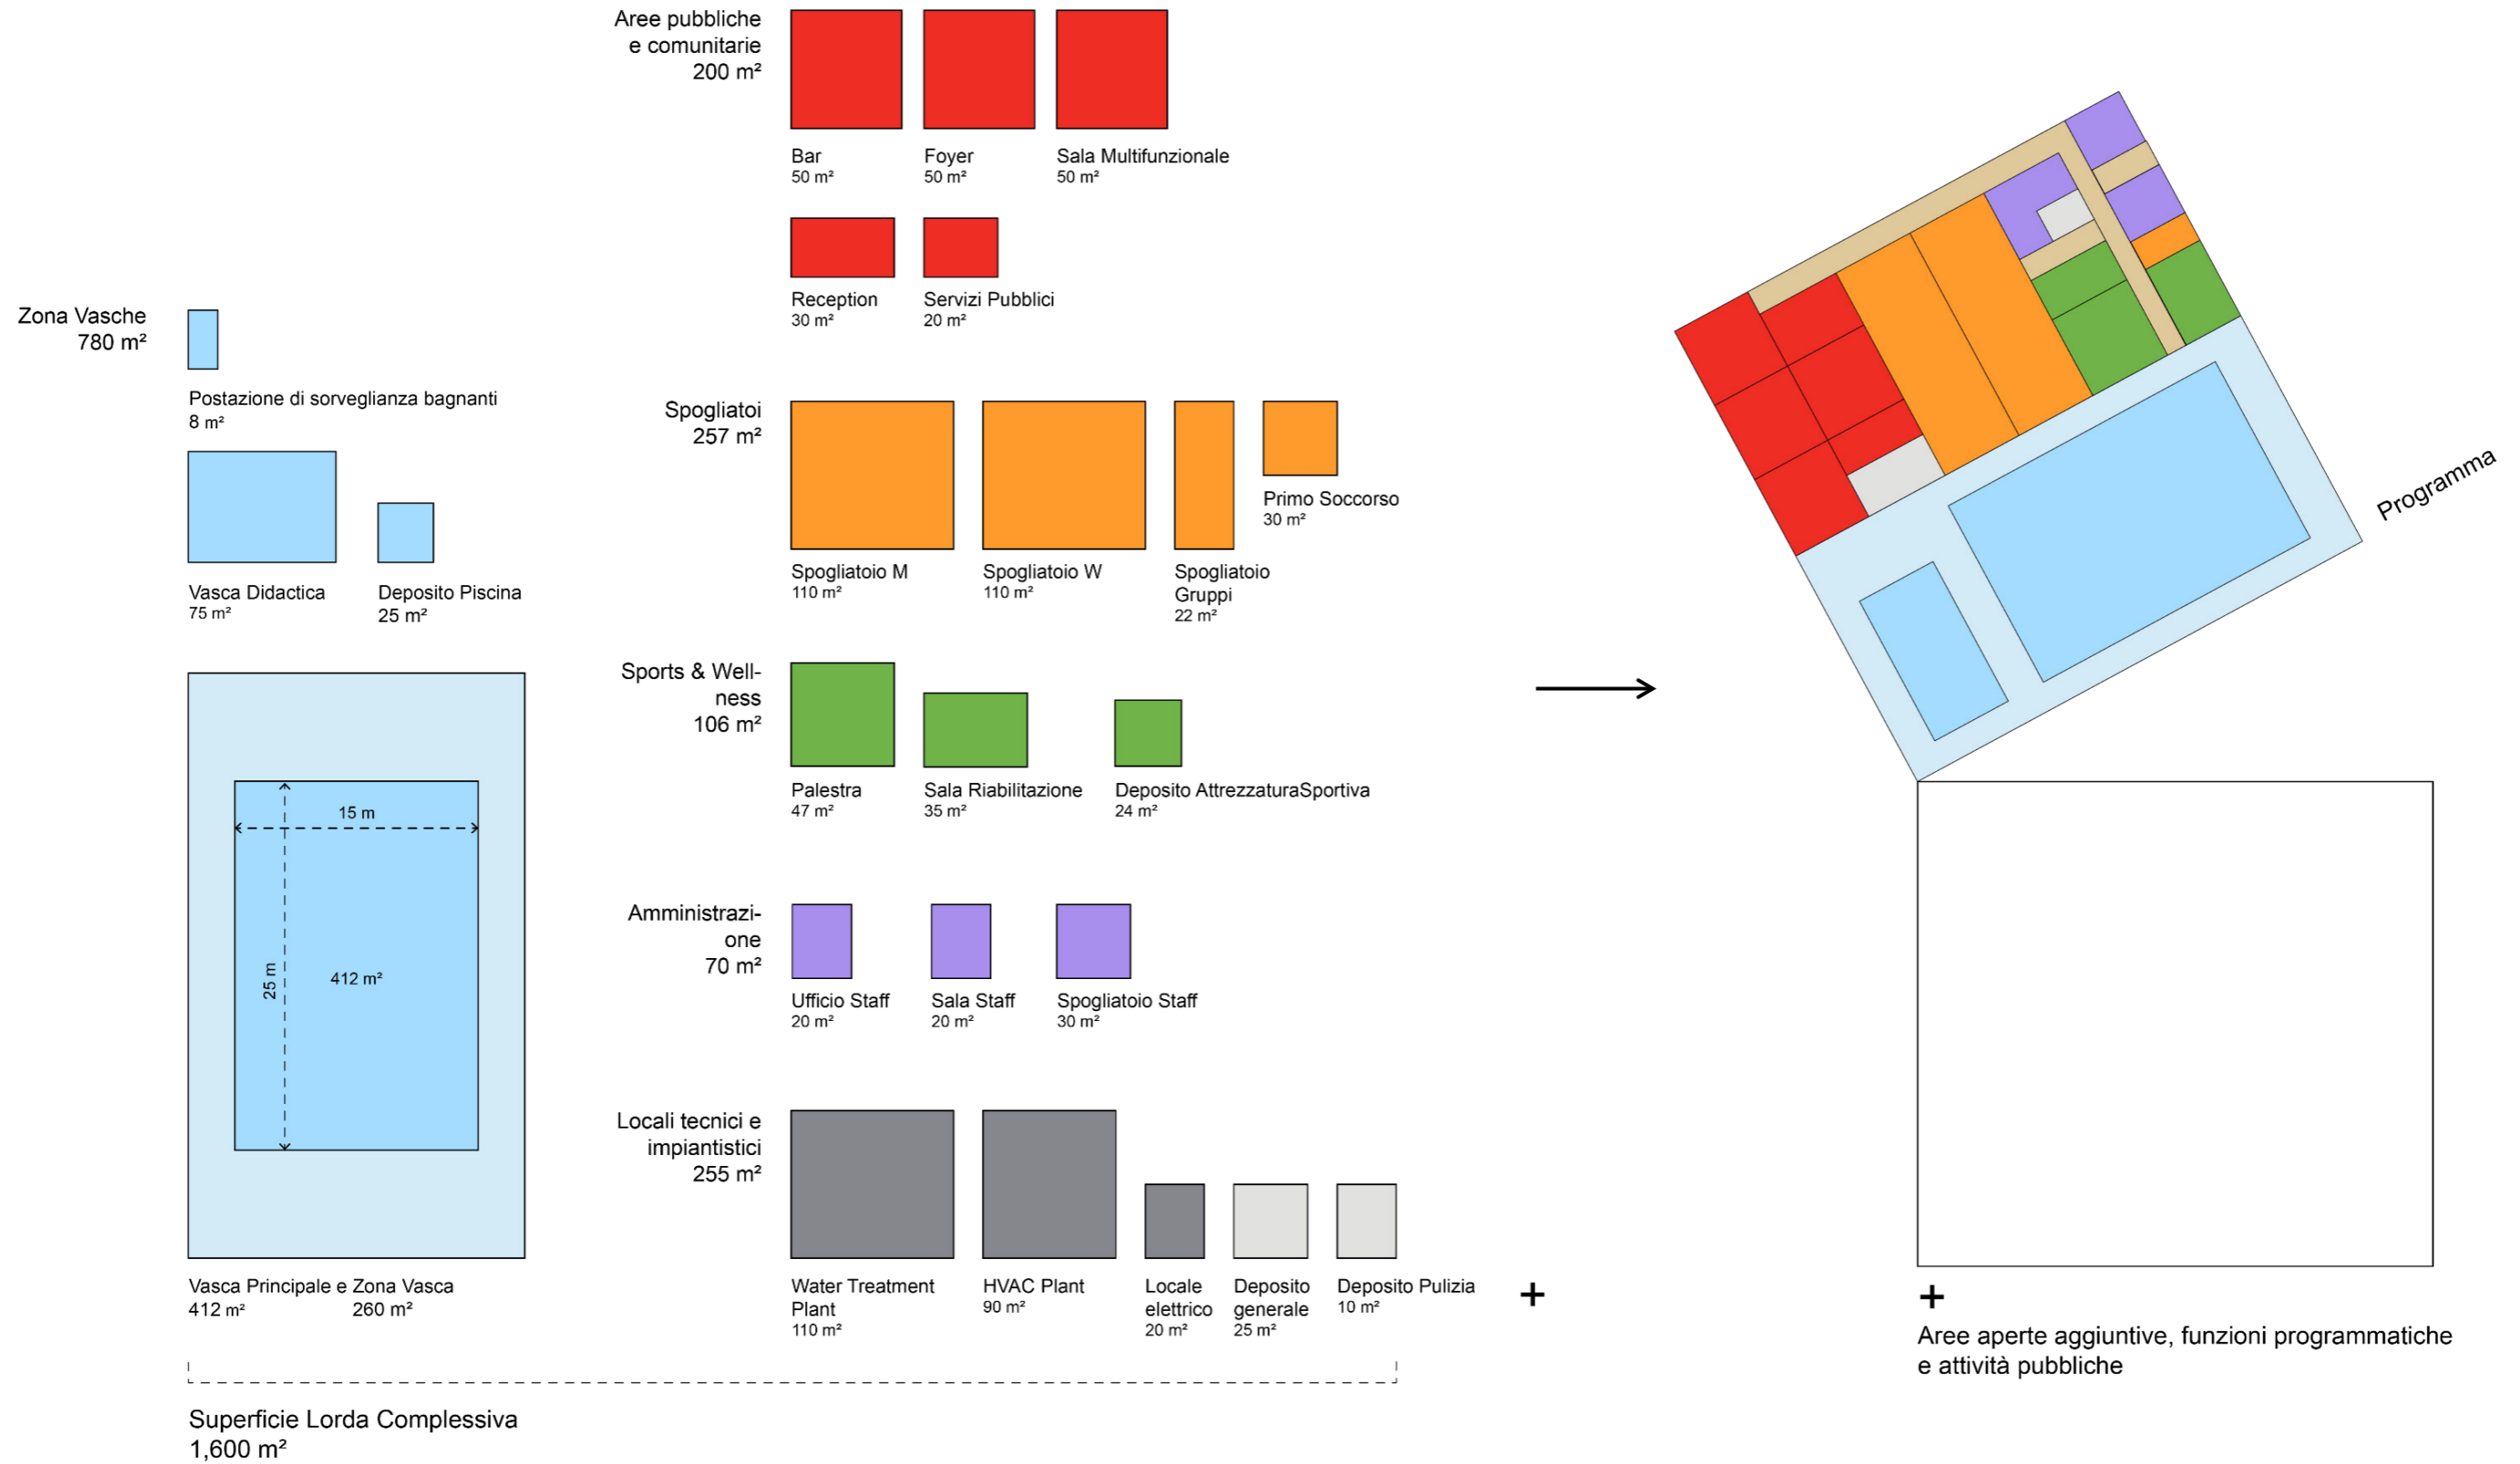 Aree pubbliche
e comunitarie
200 m²
Bar
50 m²
Foyer
50 m²
Sala Multifunzionale
50 m²
Reception
30 m²
Servizi Pubblici
20 m²
Zona Vasche
780 m²
Postazione di sorveglianza bagnanti
8 m²
Vasca Didactica
75 m²
Deposito Piscina
25 m²
15 m
25 m
412 m²
Vasca Principale e Zona Vasca
412 m² 260 m²
Spogliatoi
257 m²
Spogliatoio M
110 m²
Spogliatoio W
110 m²
Spogliatoio
Gruppi
22 m²
Primo Soccorso
30 m²
Sports & Well-
ness
106 m²
Palestra
47 m²
Sala Riabilitazione
35 m²
Deposito AttrezzaturaSportiva
24 m²
Amministrazi-
one
70 m²
Ufficio Staff
20 m²
Sala Staff
20 m²
Spogliatoio Staff
30 m²
Locali tecnici e
impiantistici
255 m²
Water Treatment
Plant
110 m²
HVAC Plant
90 m²
Locale
elettrico
20 m²
Deposito
generale
25 m²
Deposito Pulizia
10 m²
+
Superficie Lorda Complessiva
1,600 m²
Programma
+
Aree aperte aggiuntive, funzioni programmatiche
e attività pubbliche